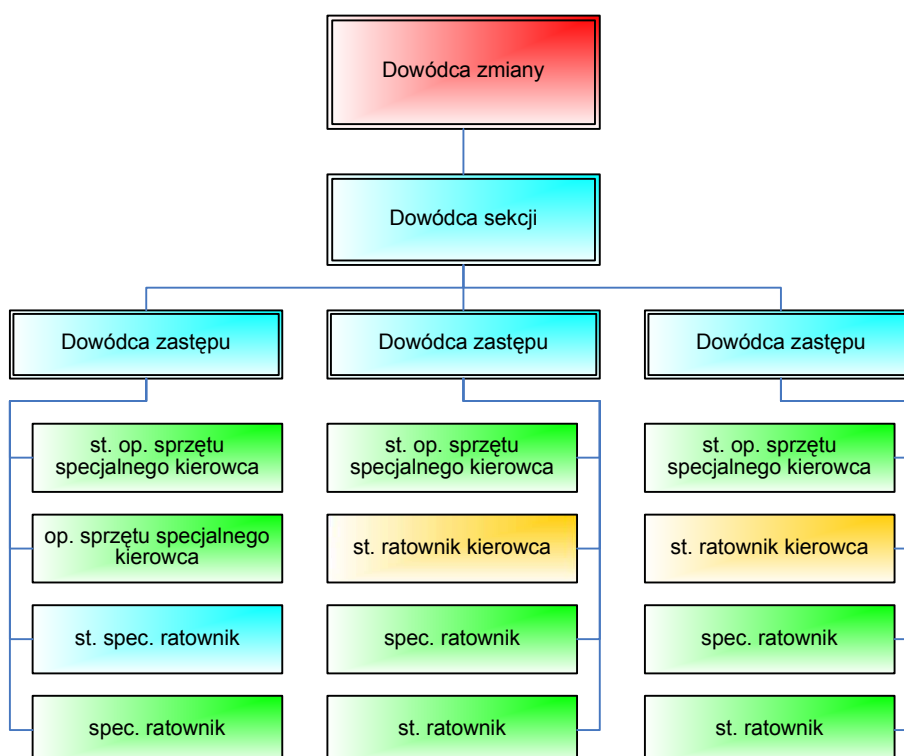 Dowódca zmiany
Dowódca sekcji
Dowódca zastępu
Dowódca zastępu
Dowódca zastępu
st. op. sprzętu
specjalnego kierowca
op. sprzętu specjalnego
kierowca
st. spec. ratownik
spec. ratownik
st. op. sprzętu
specjalnego kierowca
st. ratownik kierowca
spec. ratownik
st. ratownik
st. op. sprzętu
specjalnego kierowca
st. ratownik kierowca
spec. ratownik
st. ratownik